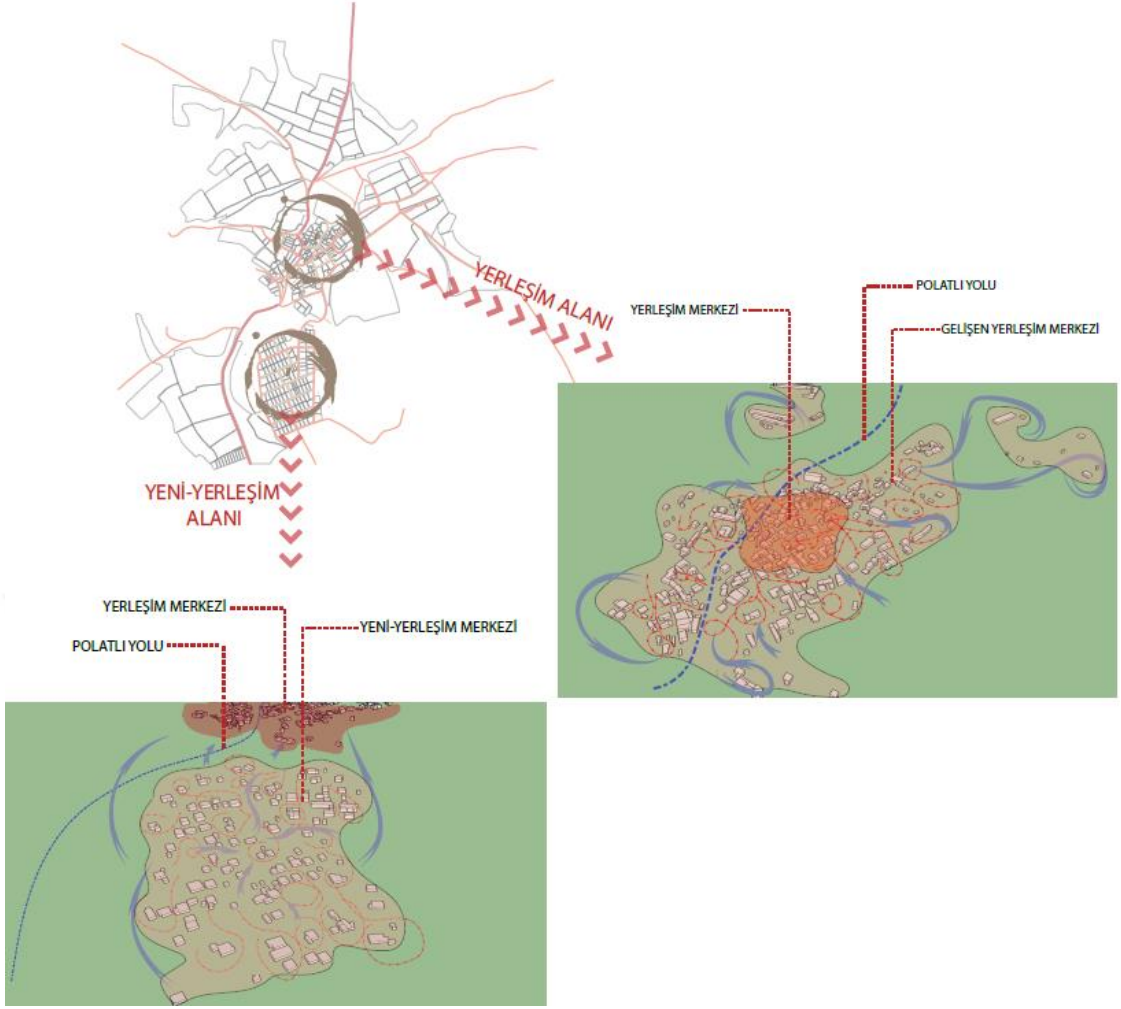 YERLEŞİM ALANI
POLATLI YOLU
YERLEŞİM MERKEZİ
GELİŞEN YERLEŞİM MERKEZİ
YENİ-YERLEŞİM
ALANI
YERLEŞİM MERKEZİ
YENİ-YERLEŞİM MERKEZİ
POLATLI YOLU